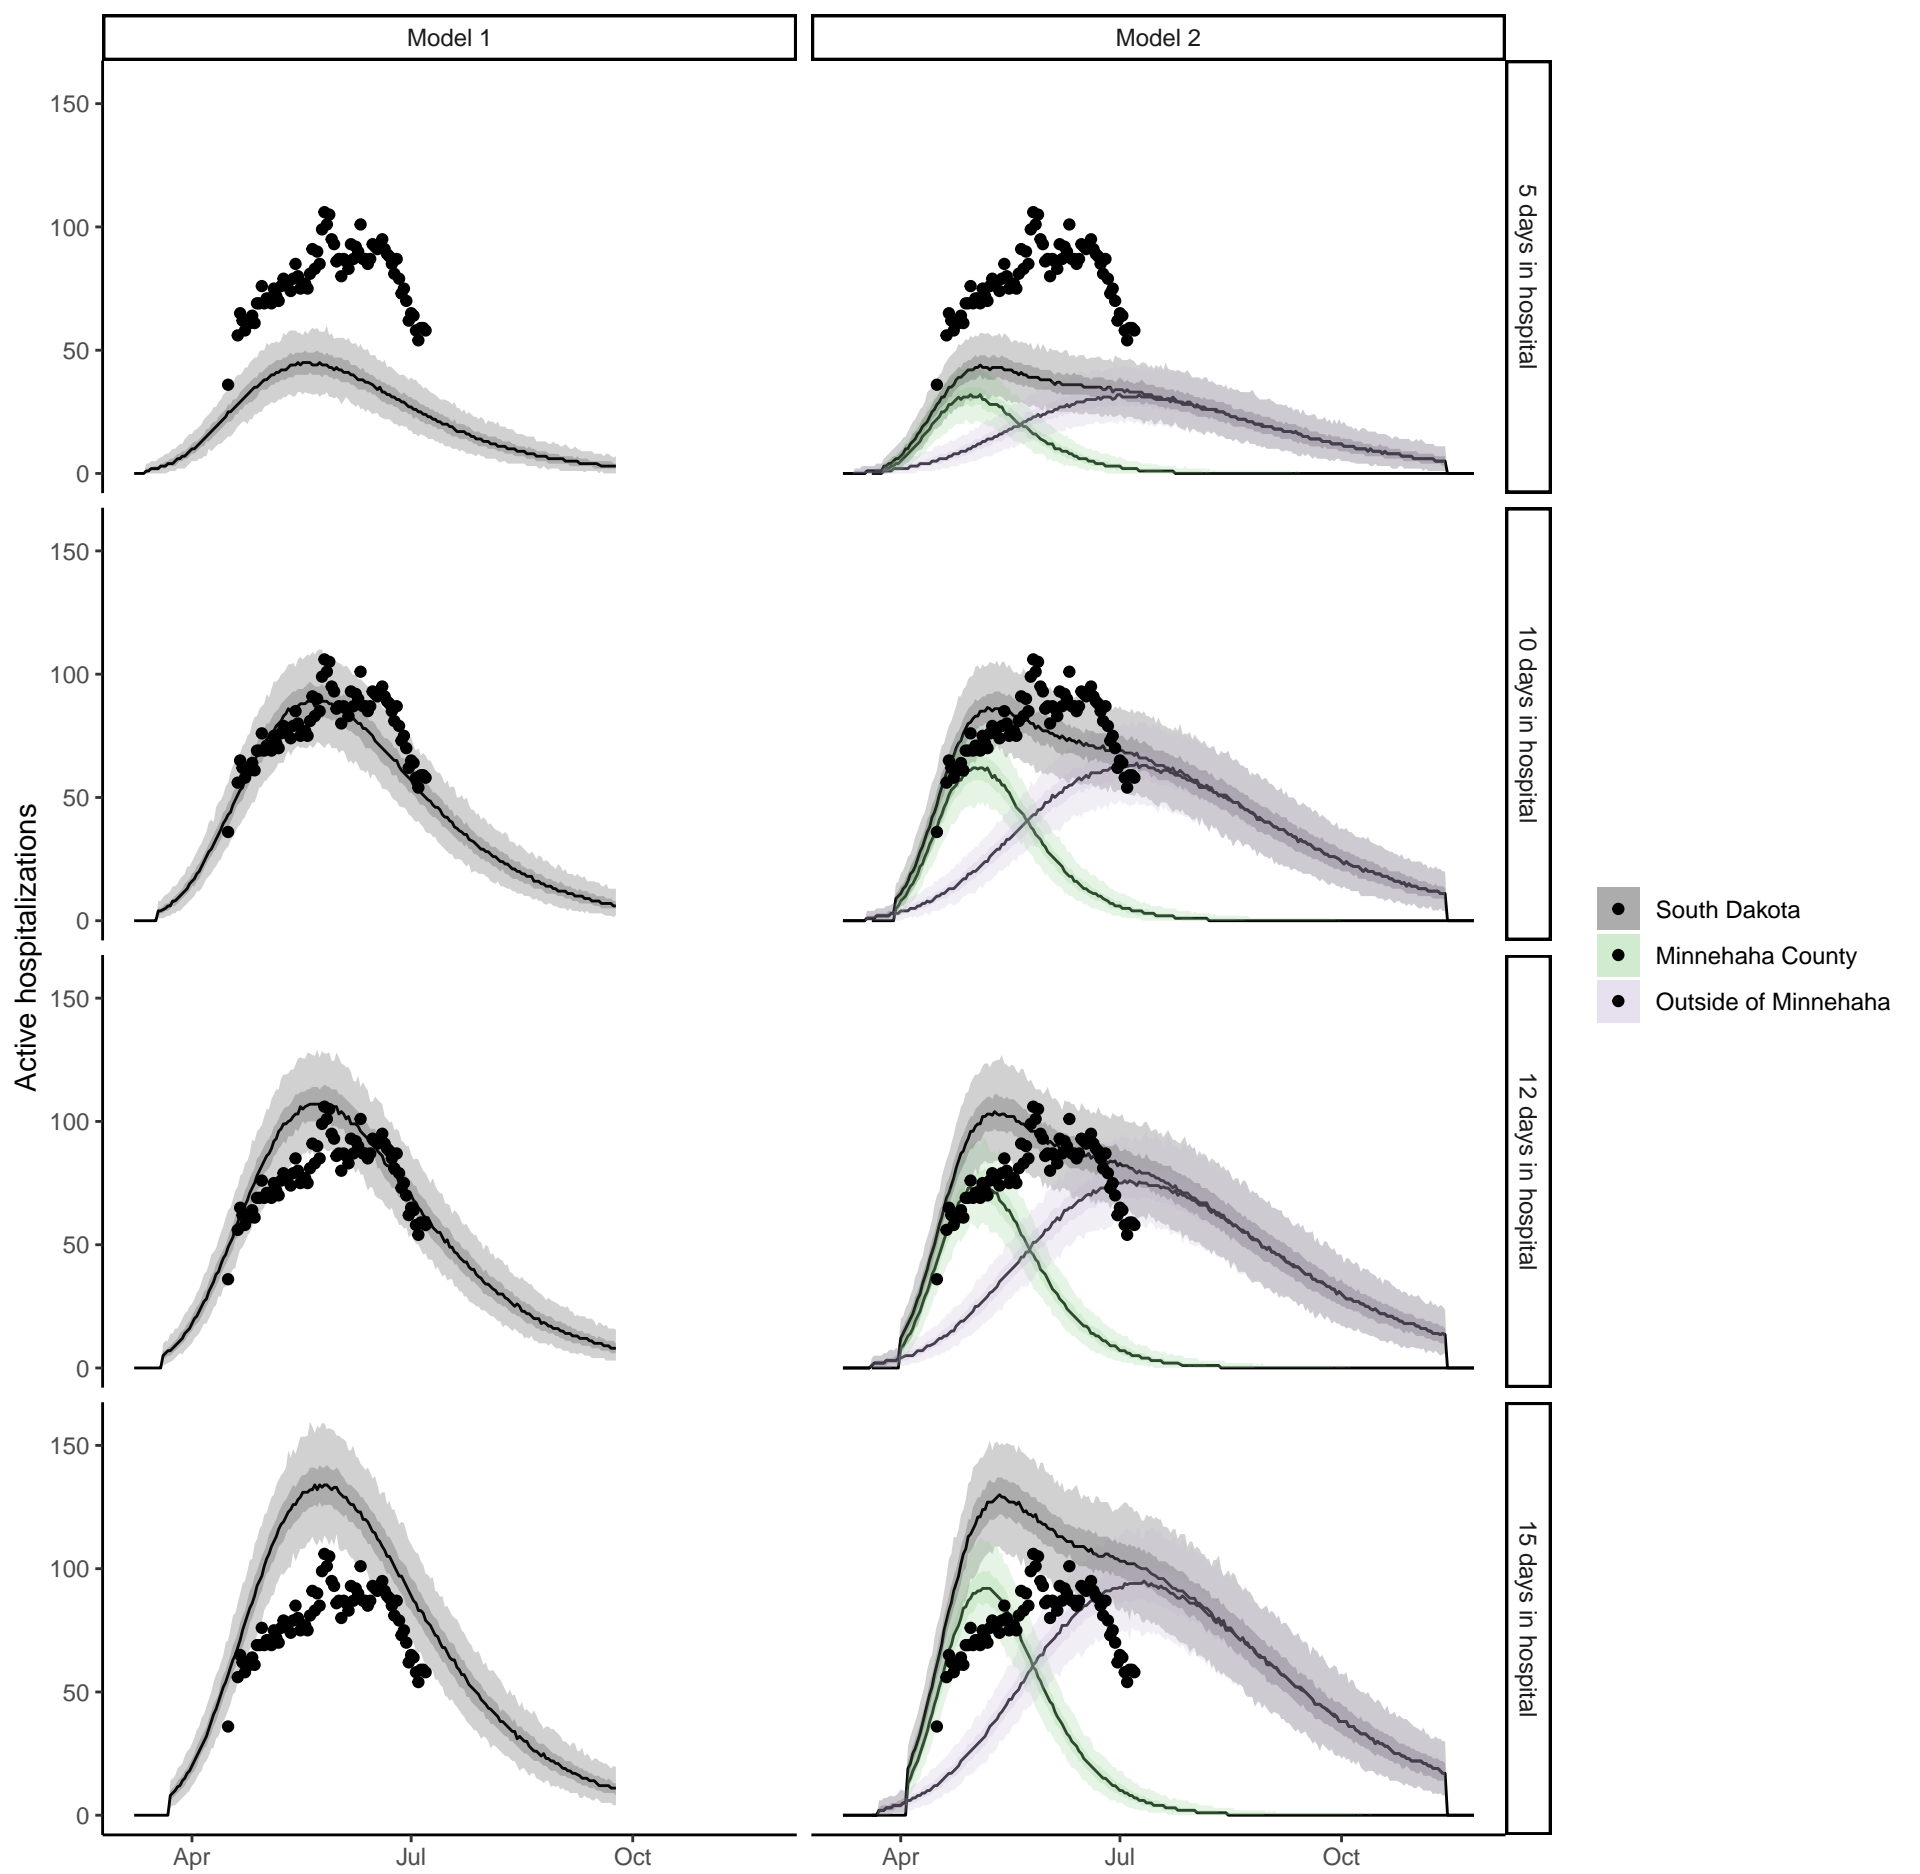 Model 1
Model 2
150
100
50
0
5 days in hospital
150
100
50
0
10 days in hospital
Active hospitalizations
South Dakota
Minnehaha County
Outside of Minnehaha
150
100
50
0
12 days in hospital
150
100
50
0
15 days in hospital
Apr
Jul
Oct
Apr
Jul
Oct